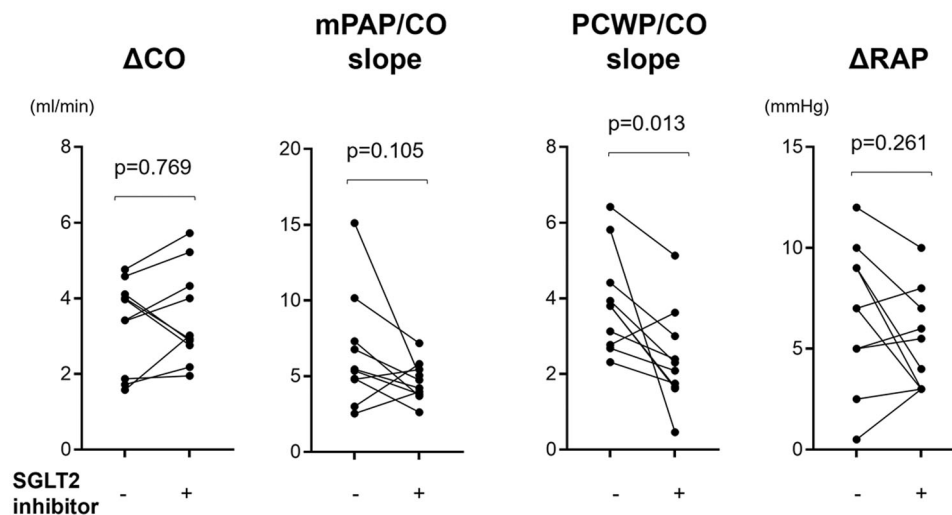 ΔCO
(ml/min)
p=0.769
8
6
4
2
0
mPAP/CO
slope
p=0.105
20
15
10
5
0
PCWP/CO
slope
p=0.013
8
6
4
2
0
ΔRAP
(mmHg)
p=0.261
15
10
5
0
SGLT2
inhibitor
- + - + - + - +